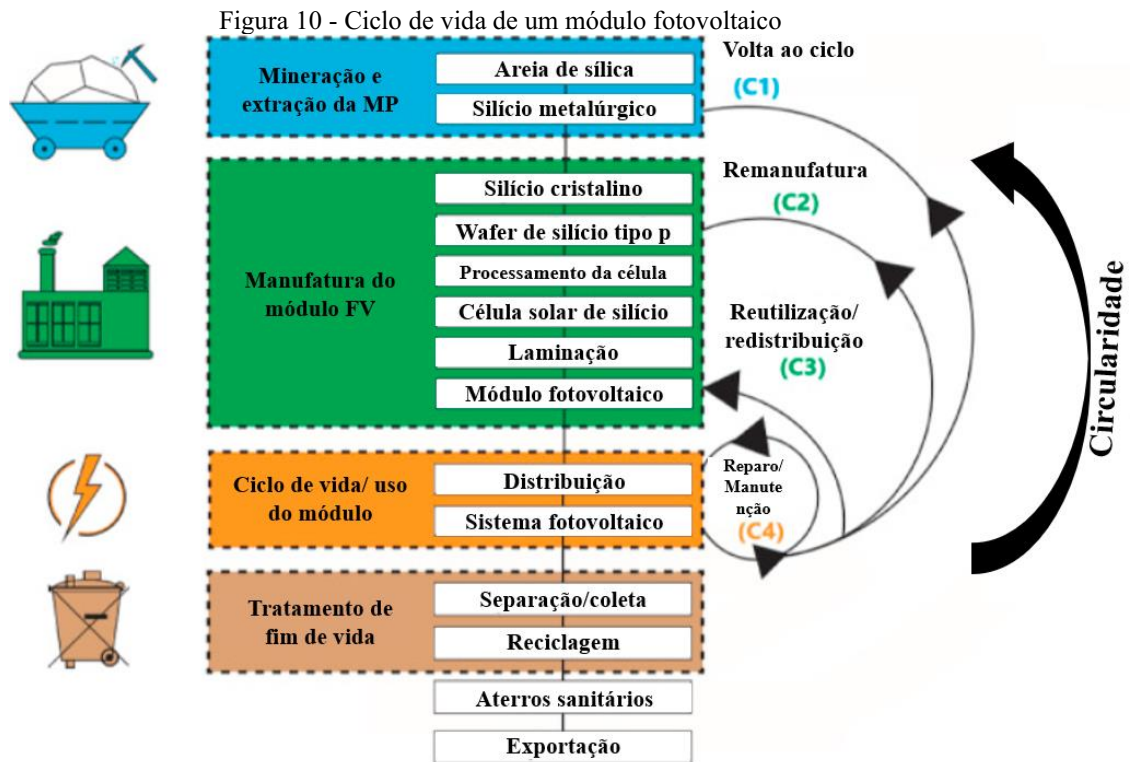 Figura 10 - Ciclo de vida de um módulo fotovoltaico
Mineração e
extração da MP
Areia de sílica
Silício metalúrgico
Volta ao ciclo
(C1)
Manufatura do
módulo FV
Silício cristalino
Wafer de silício tipo p
Processamento da célula
Célula solar de silício
Laminação
Módulo fotovoltaico
Remanufatura
(C2)
Reutilização/
redistribuição
(C3)
Ciclo de vida/ uso
do módulo
Distribuição
Sistema fotovoltaico
Reparo/
Manute
nção
(C4)
Circularidade
Tratamento de
fim de vida
Separação/coleta
Reciclagem
Aterros sanitários
Exportação